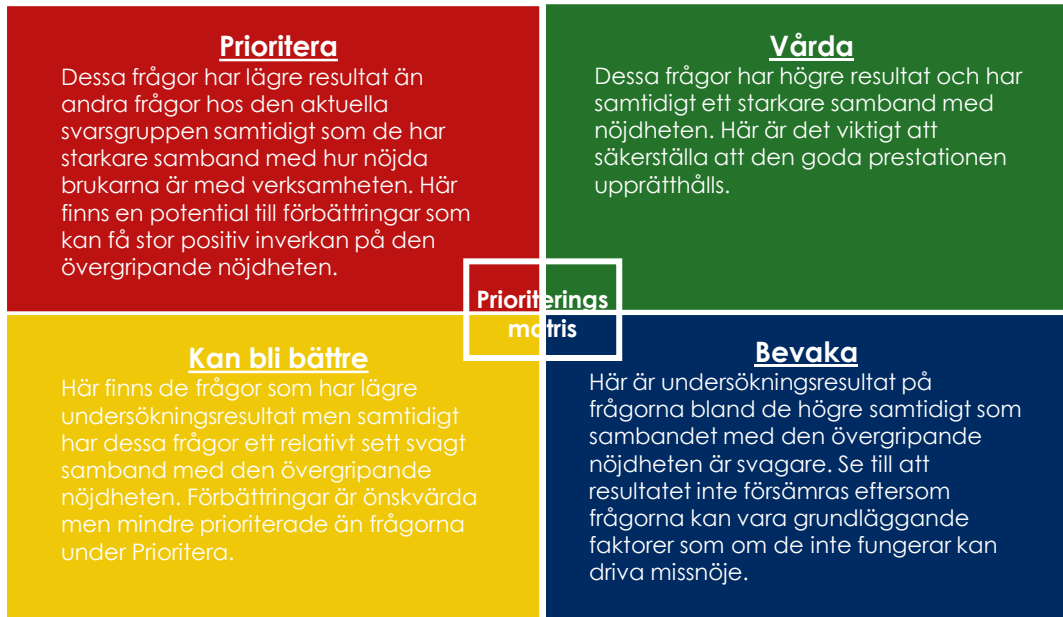 Prioritera
Dessa frågor har lägre resultat än
andra frågor hos den aktuella
svarsgruppen samtidigt som de har
starkare samband med hur nöjda
brukarna är med verksamheten. Här
finns en potential till förbättringar som
kan få stor positiv inverkan på den
övergripande nöjdheten.
Vårda
Dessa frågor har högre resultat och har
samtidigt ett starkare samband med
nöjdheten. Här är det viktigt att
säkerställa att den goda prestationen
upprätthålls.
Prioriterings
matris
Kan bli bättre
Här finns de frågor som har lägre
undersökningsresultat men samtidigt
har dessa frågor ett relativt sett svagt
samband med den övergripande
nöjdheten. Förbättringar är önskvärda
men mindre prioriterade än frågorna
under Prioritera.
Bevaka
Här är undersökningsresultat på
frågorna bland de högre samtidigt som
sambandet med den övergripande
nöjdheten är svagare. Se till att
resultatet inte försämras eftersom
frågorna kan vara grundläggande
faktorer som om de inte fungerar kan
driva missnöje.